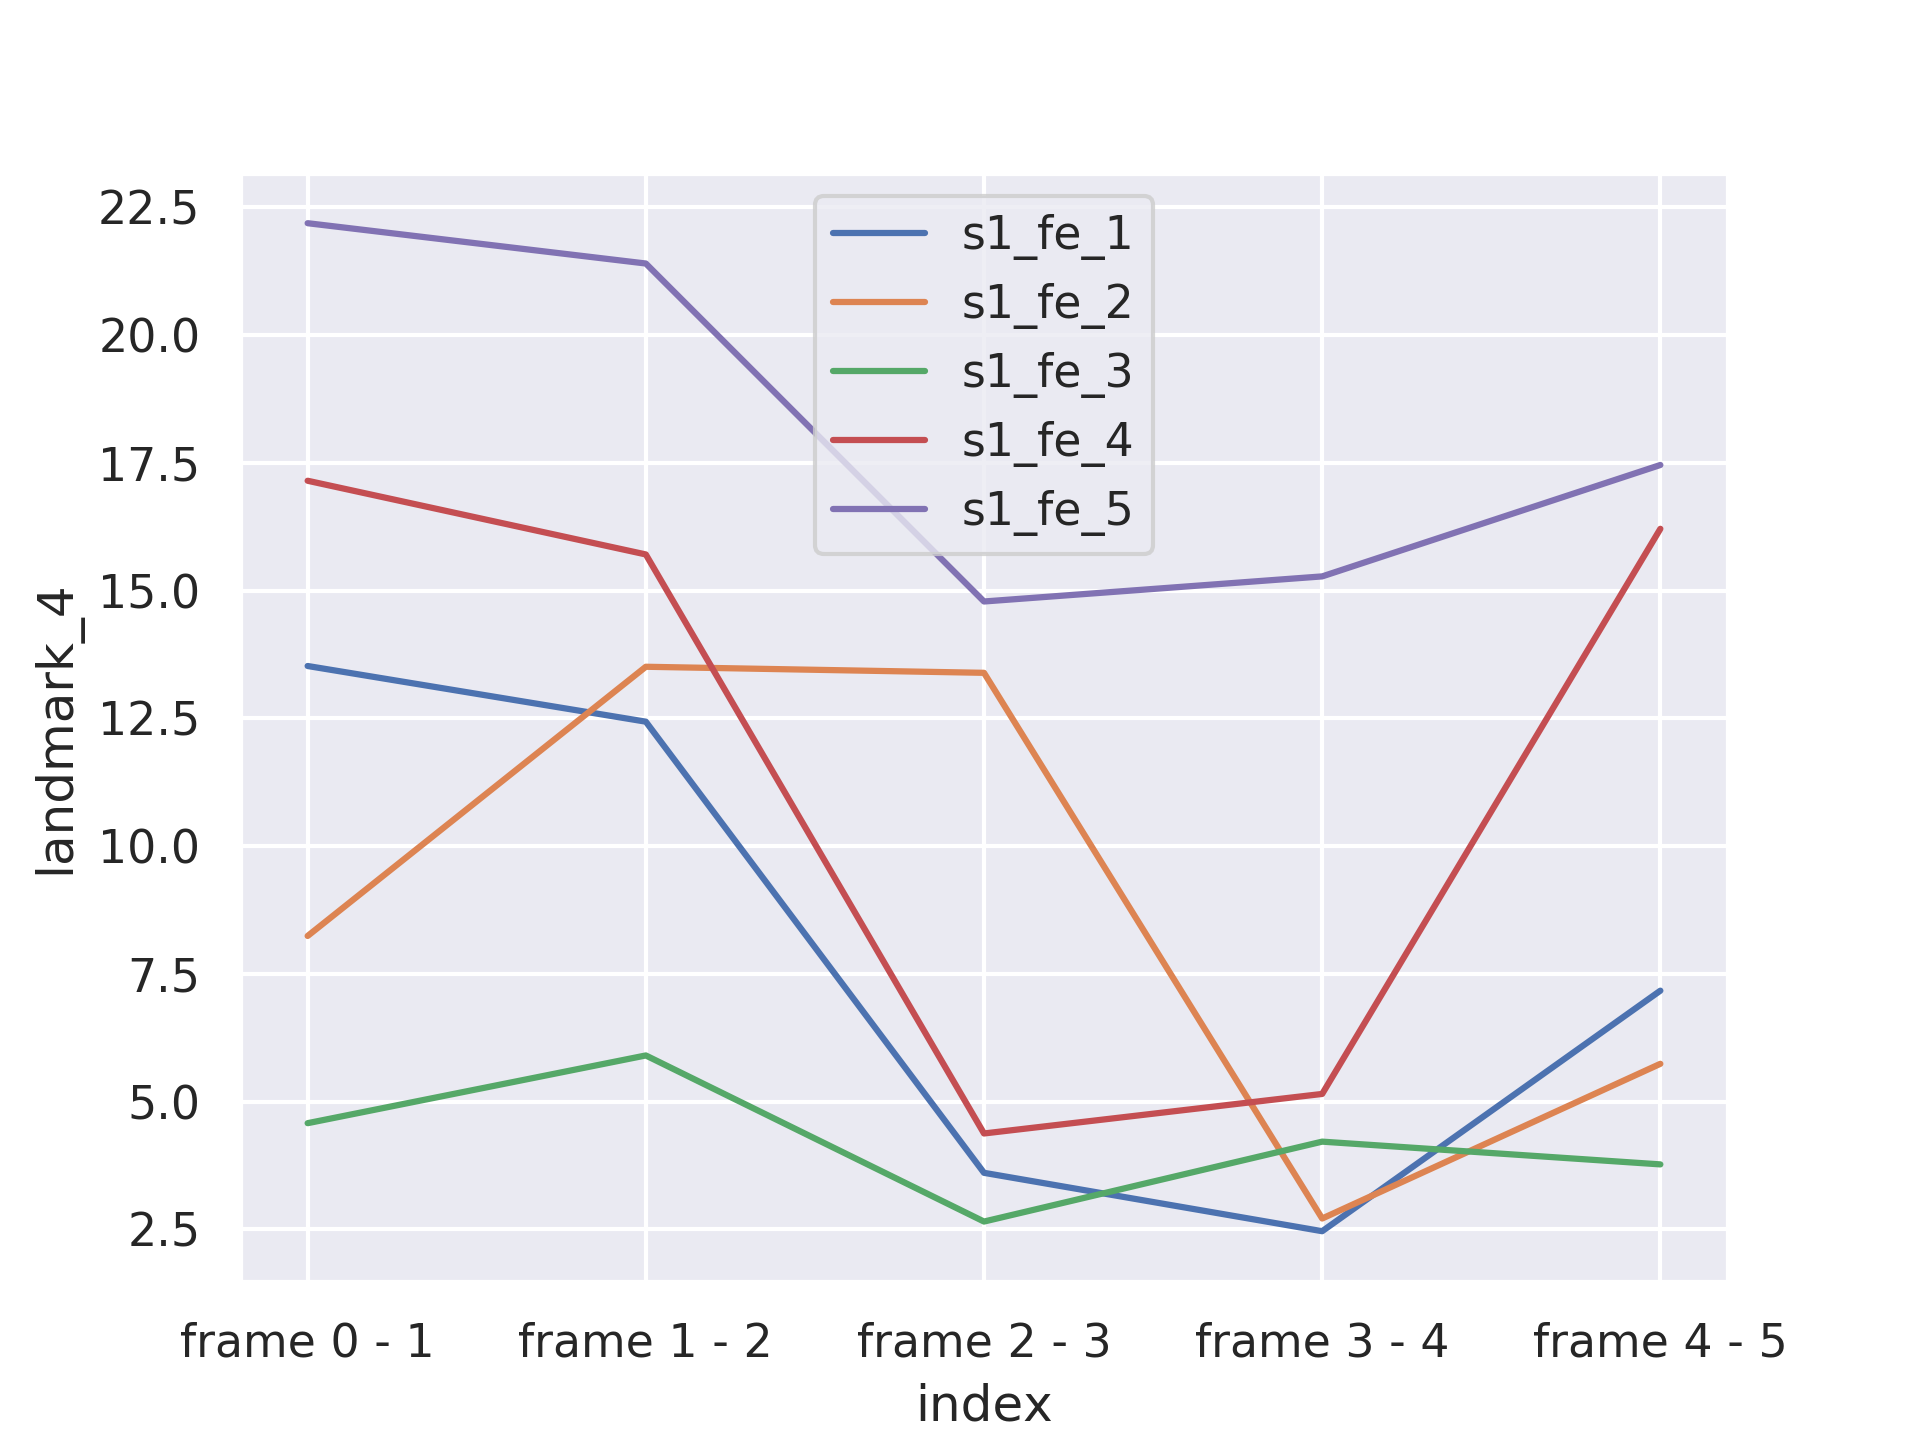 s1_fe_1
s1_fe_2
s1_fe_3
s1_fe_4
s1_fe_5
22.5
20.0
17.5
15.0
12.5
10.0
7.5
5.0
2.5
landmark_4
frame 0 - 1
frame 1 - 2
frame 2 - 3
frame 3 - 4
frame 4 - 5
index